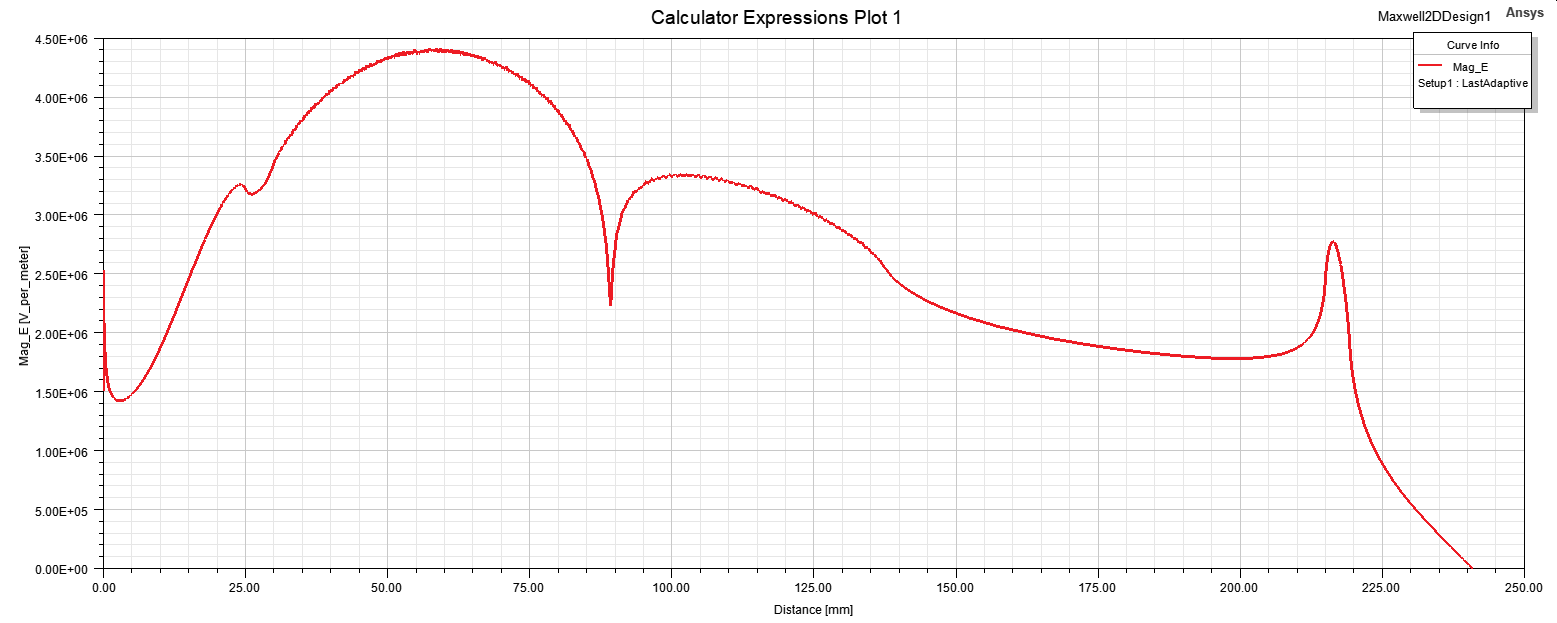 Calculator Expressions Plot 1
Maxwell2DDesign1
Ansys
Curve Info
Mag_E
Setup1 : LastAdaptive
4.50E+06
4.00E+06
3.50E+06
3.00E+06
2.50E+06
2.00E+06
1.50E+06
1.00E+06
5.00E+05
0.00E+00
Mag_E [V_per_meter]
0.00
25.00
50.00
75.00
100.00
125.00
150.00
175.00
200.00
225.00
250.00
Distance [mm]